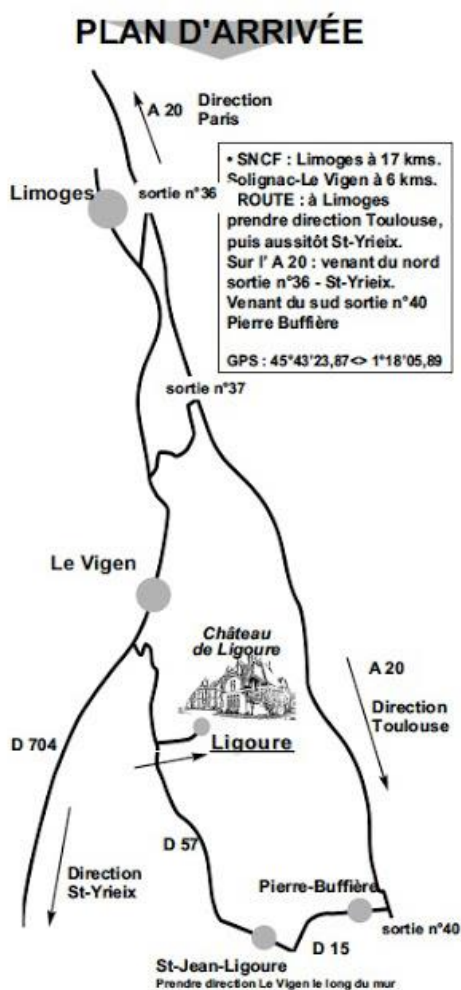 PLAN D'ARRIVÉE
A 20
Direction
Paris
Limoges
sortie n°36
• SNCF : Limoges à 17 kms.
Solignac-Le Vigen à 6 kms.
ROUTE : à Limoges
prendre direction Toulouse,
puis aussitôt St-Yrieix.
Sur l' A 20 : venant du nord
sortie n°36 - St-Yrieix.
Venant du sud sortie n°40
Pierre Buffière
GPS : 45°43'23,87<> 1°18'05,89
sortie n°37
Le Vigen
Château
de Ligoure
A 20
Direction
Toulouse
Ligoure
D 704
D 57
Direction
St-Yrieix
Pierre-Buffière
sortie n°40
D 15
St-Jean-Ligoure
Prendre direction Le Vigen le long du mur